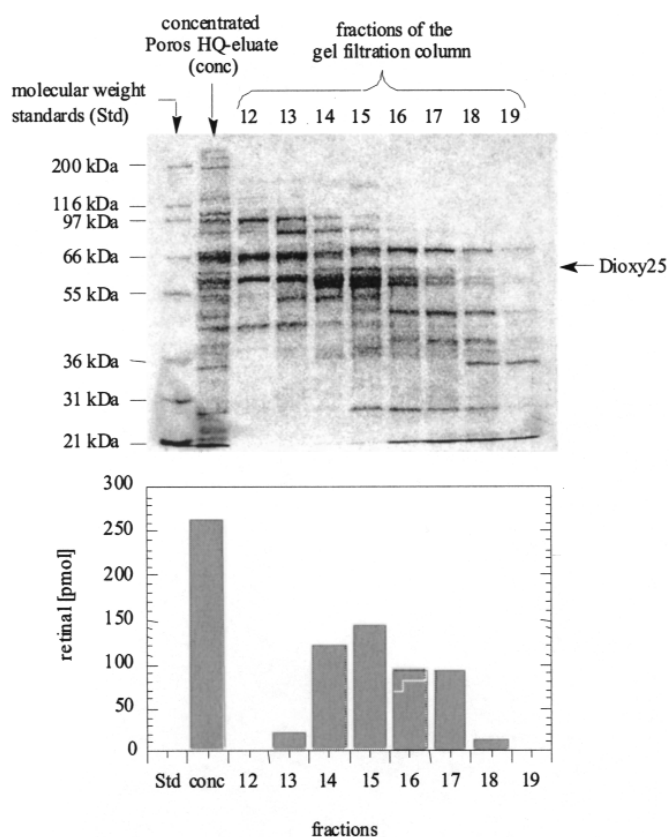 concentrated
Poros HQ-eluate
(conc)
fractions of the
gel filtration column
molecular weight
standards (Std)
12 13 14 15 16 17 18 19
200 kDa
116 kDa
97 kDa
66 kDa
Dioxy25
55 kDa
36 kDa
31 kDa
21 kDa
300
250
200
150
100
50
0
retinal [pmol]
Std conc 12 13 14 15 16 17 18 19
fractions